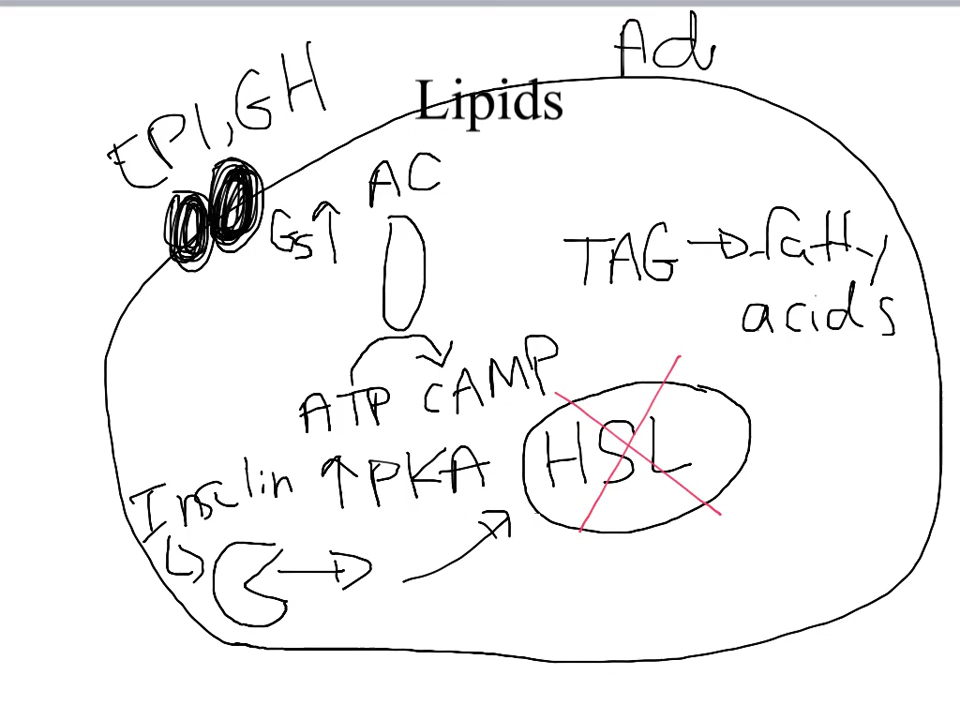 Ad
Lipids
EPI, GH
AC
Gs↑
TAG → fatty
acids
ATP cAMP
HSL
Insulin ↑ PKA